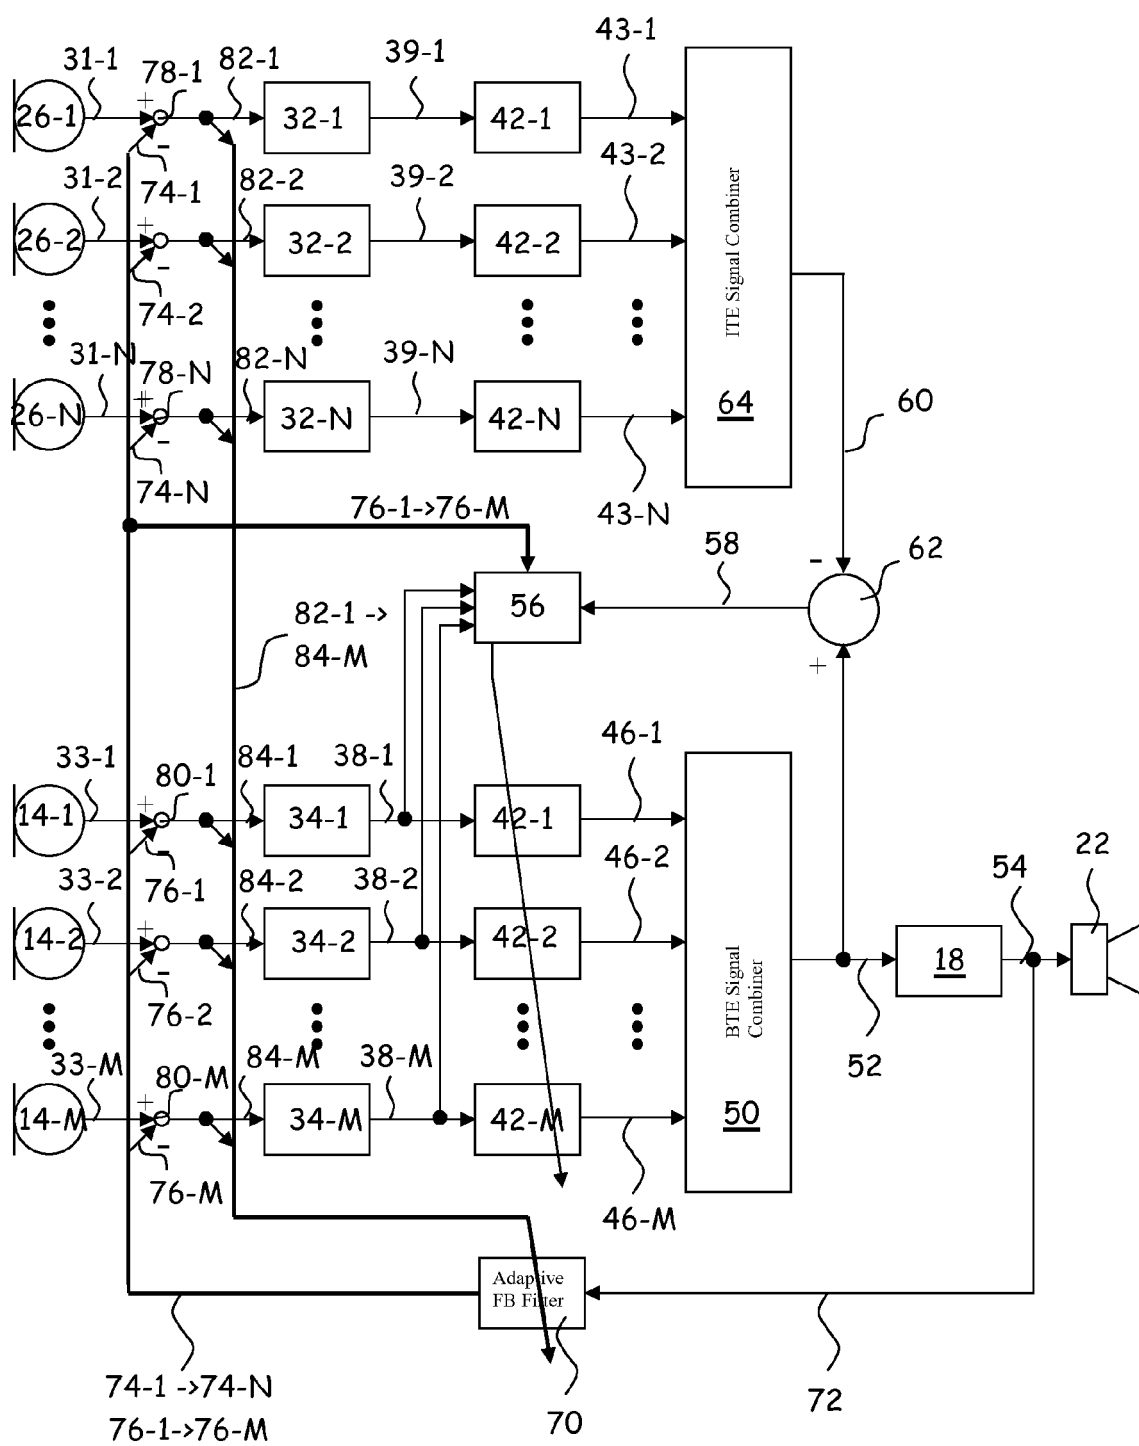 43-1
31-1
78-1
82-1
39-1
+
26-1
32-1
42-1
-
31-2
74-1
82-2
39-2
43-2
+
26-2
32-2
42-2
-
74-2
ITE Signal Combiner
64
31-N
78-N
82-N
39-N
+
26-N
32-N
42-N
-
74-N
43-N
60
76-1->76-M
58
62
-
56
+
82-1 ->
84-M
33-1
80-1
84-1
38-1
46-1
+
14-1
34-1
42-1
-
76-1
33-2
84-2
38-2
46-2
+
14-2
34-2
42-2
-
76-2
BTE Signal
Combiner
50
54
22
18
52
33-M
80-M
84-M
38-M
+
14-M
34-M
42-M
-
76-M
46-M
Adaptive
FB Filter
74-1 ->74-N
76-1->76-M
70
72